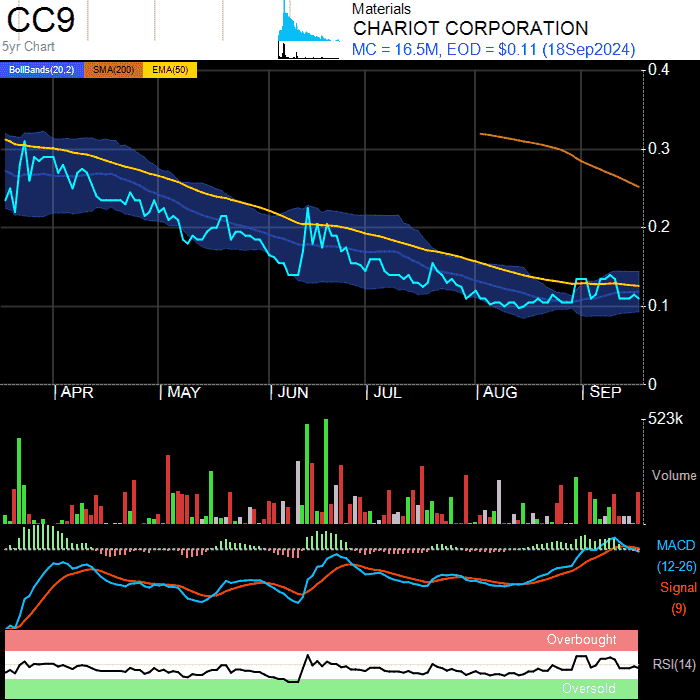 CC9
5yr Chart
Materials
CHARIOT CORPORATION
MC = 16.5M, EOD = $0.11 (18Sep2024)
BollBands(20,2) SMA(200) EMA(50)
0.4
0.3
0.2
0.1
0
APR MAY JUN JUL AUG SEP
523k
Volume
MACD
(12-26)
Signal
(9)
Overbought
RSI(14)
Oversold